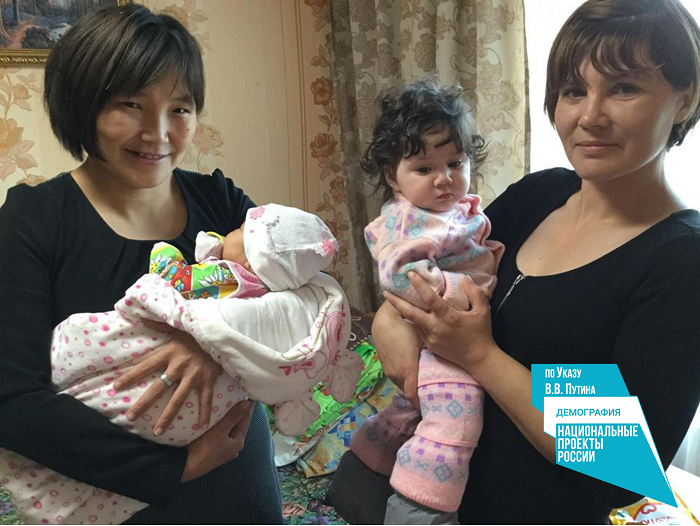 по Указу
В.В. Путина
ДЕМОГРАФИЯ
НАЦИОНАЛЬНЫЕ
ПРОЕКТЫ
РОССИИ